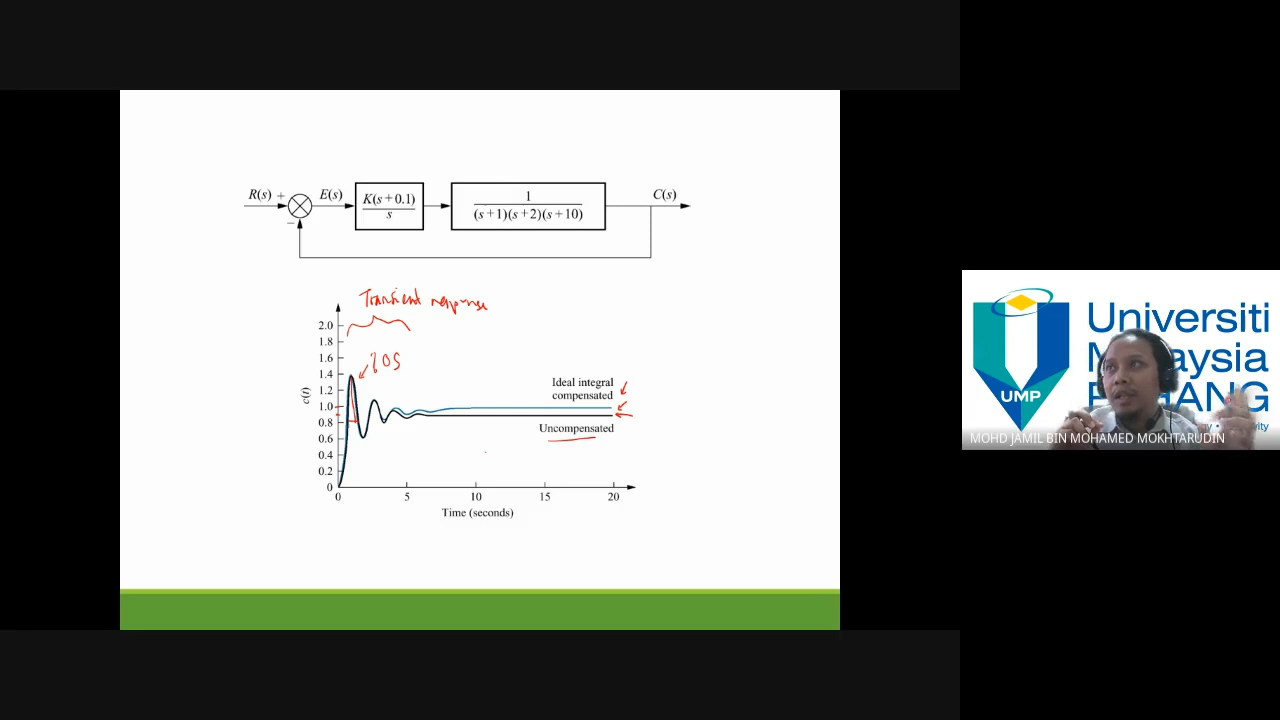 R(s) +
E(s)
K(s+0.1)
s
1
(s+1)(s+2)(s+10)
C(s)
−
Transient response
%OS
2.0
1.8
1.6
1.4
1.2
1.0
0.8
0.6
0.4
0.2
0
c(t)
Ideal integral
compensated
Uncompensated
0
5
10
15
20
Time (seconds)
Universiti
Malaysia
PAHANG
UMP
MOHD JAMIL BIN MOHAMED MOKHTARUDIN